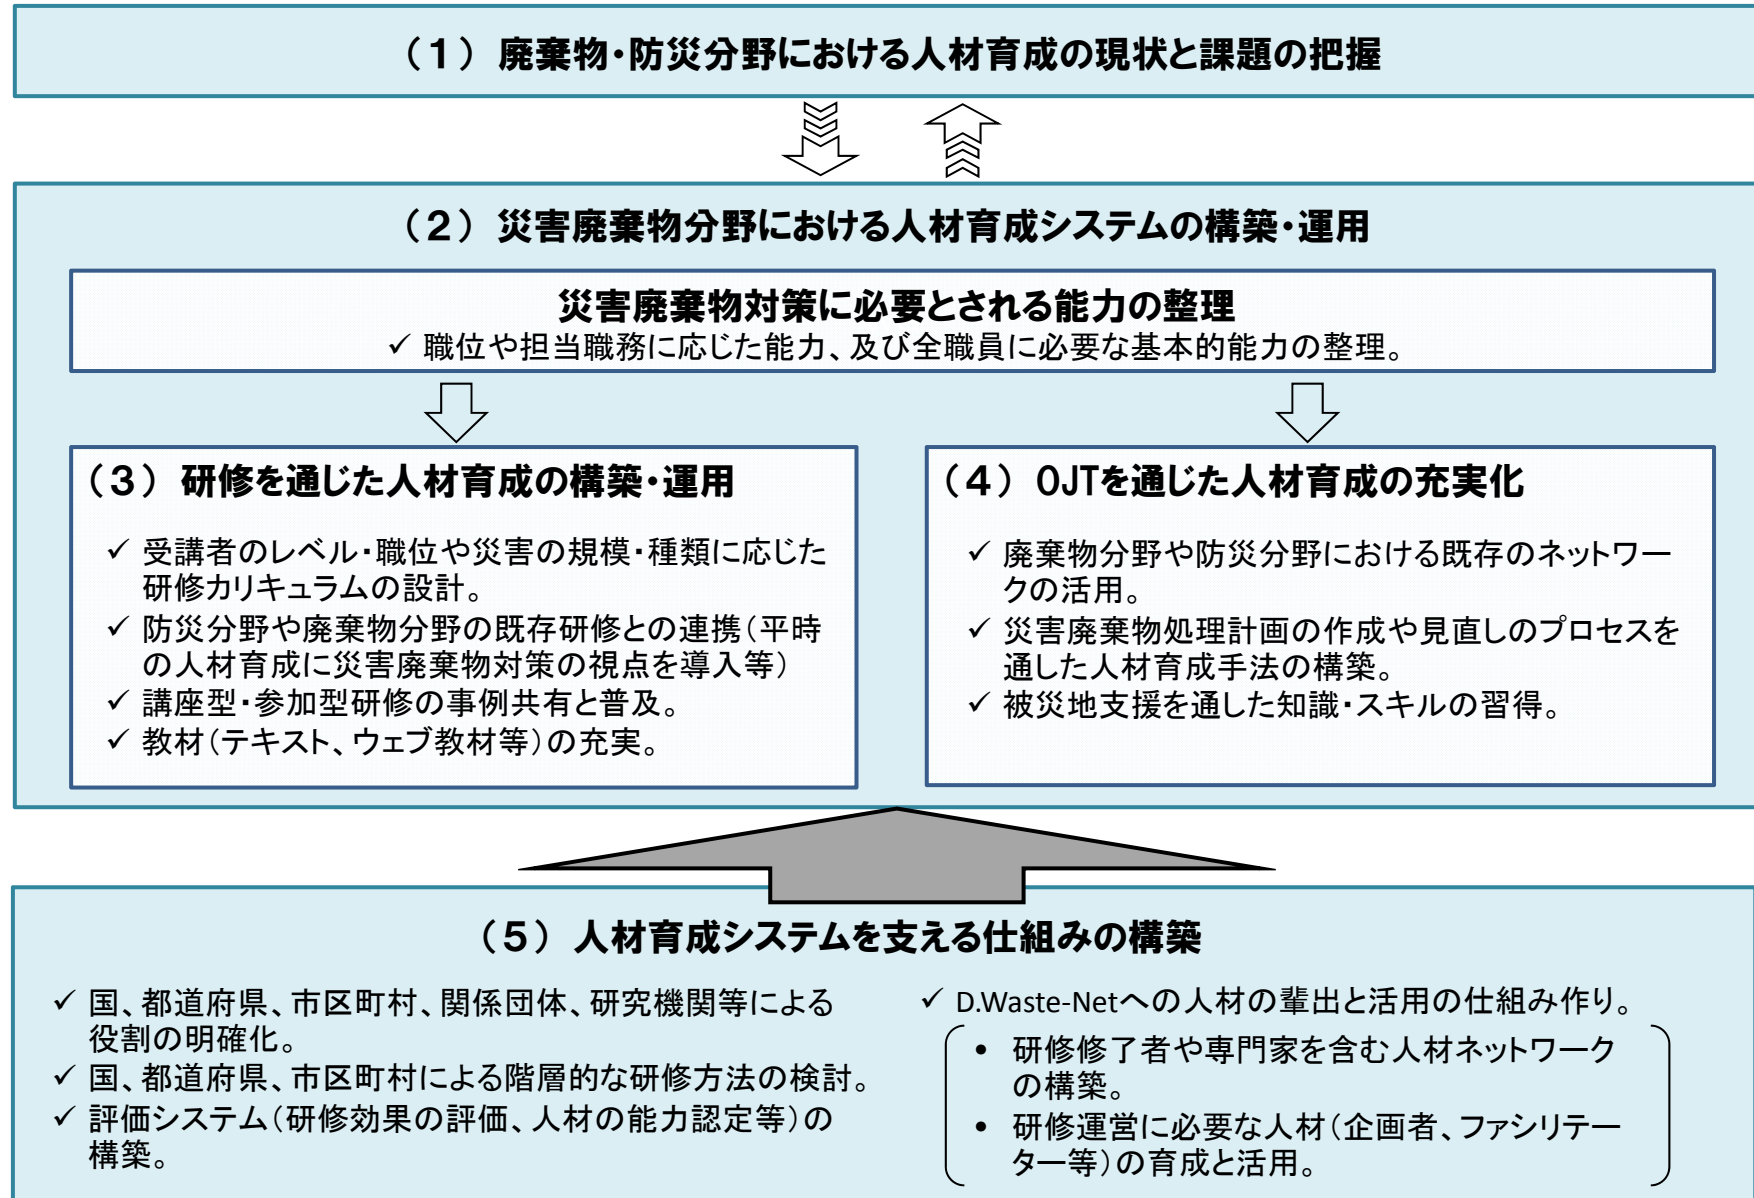 （１）廃棄物・防災分野における人材育成の現状と課題の把握
（２）災害廃棄物分野における人材育成システムの構築・運用
災害廃棄物対策に必要とされる能力の整理
✓ 職位や担当職務に応じた能力、及び全職員に必要な基本的能力の整理。
（３）研修を通じた人材育成の構築・運用
✓ 受講者のレベル・職位や災害の規模・種類に応じた
研修カリキュラムの設計。
✓ 防災分野や廃棄物分野の既存研修との連携（平時
の人材育成に災害廃棄物対策の視点を導入等）
✓ 講座型・参加型研修の事例共有と普及。
✓ 教材（テキスト、ウェブ教材等）の充実。
（４）OJTを通じた人材育成の充実化
✓ 廃棄物分野や防災分野における既存のネットワー
クの活用。
✓ 災害廃棄物処理計画の作成や見直しのプロセスを
通した人材育成手法の構築。
✓ 被災地支援を通した知識・スキルの習得。
（５）人材育成システムを支える仕組みの構築
✓ 国、都道府県、市区町村、関係団体、研究機関等による
役割の明確化。
✓ 国、都道府県、市区町村による階層的な研修方法の検討。
✓ 評価システム（研修効果の評価、人材の能力認定等）の
構築。
✓ D.Waste-Netへの人材の輩出と活用の仕組み作り。
• 研修修了者や専門家を含む人材ネットワーク
の構築。
• 研修運営に必要な人材（企画者、ファシリテー
ター等）の育成と活用。